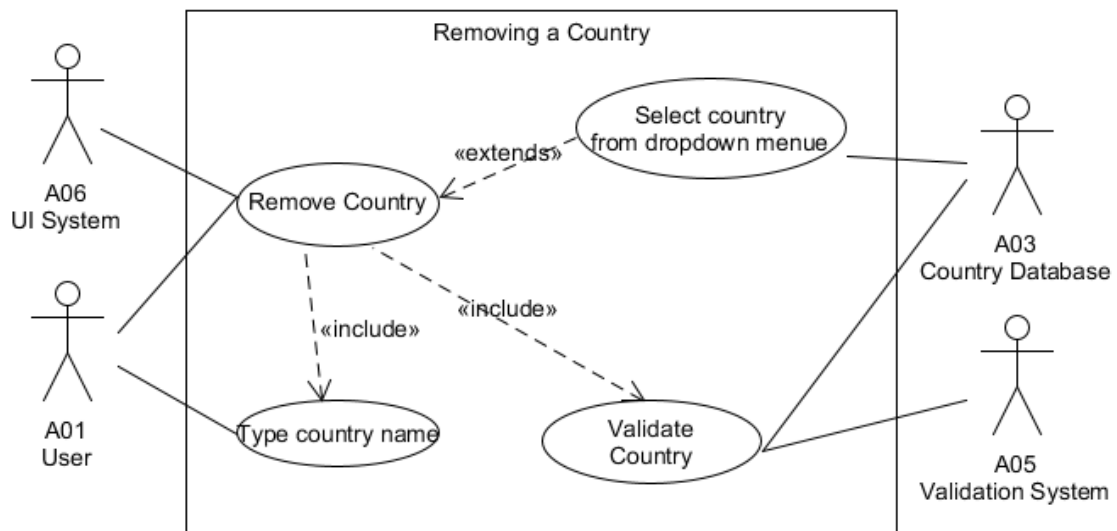 Removing a Country
Select country
from dropdown menue
«extends»
A06
UI System
Remove Country
A03
Country Database
«include»
«include»
Type country name
Validate
Country
A01
User
A05
Validation System